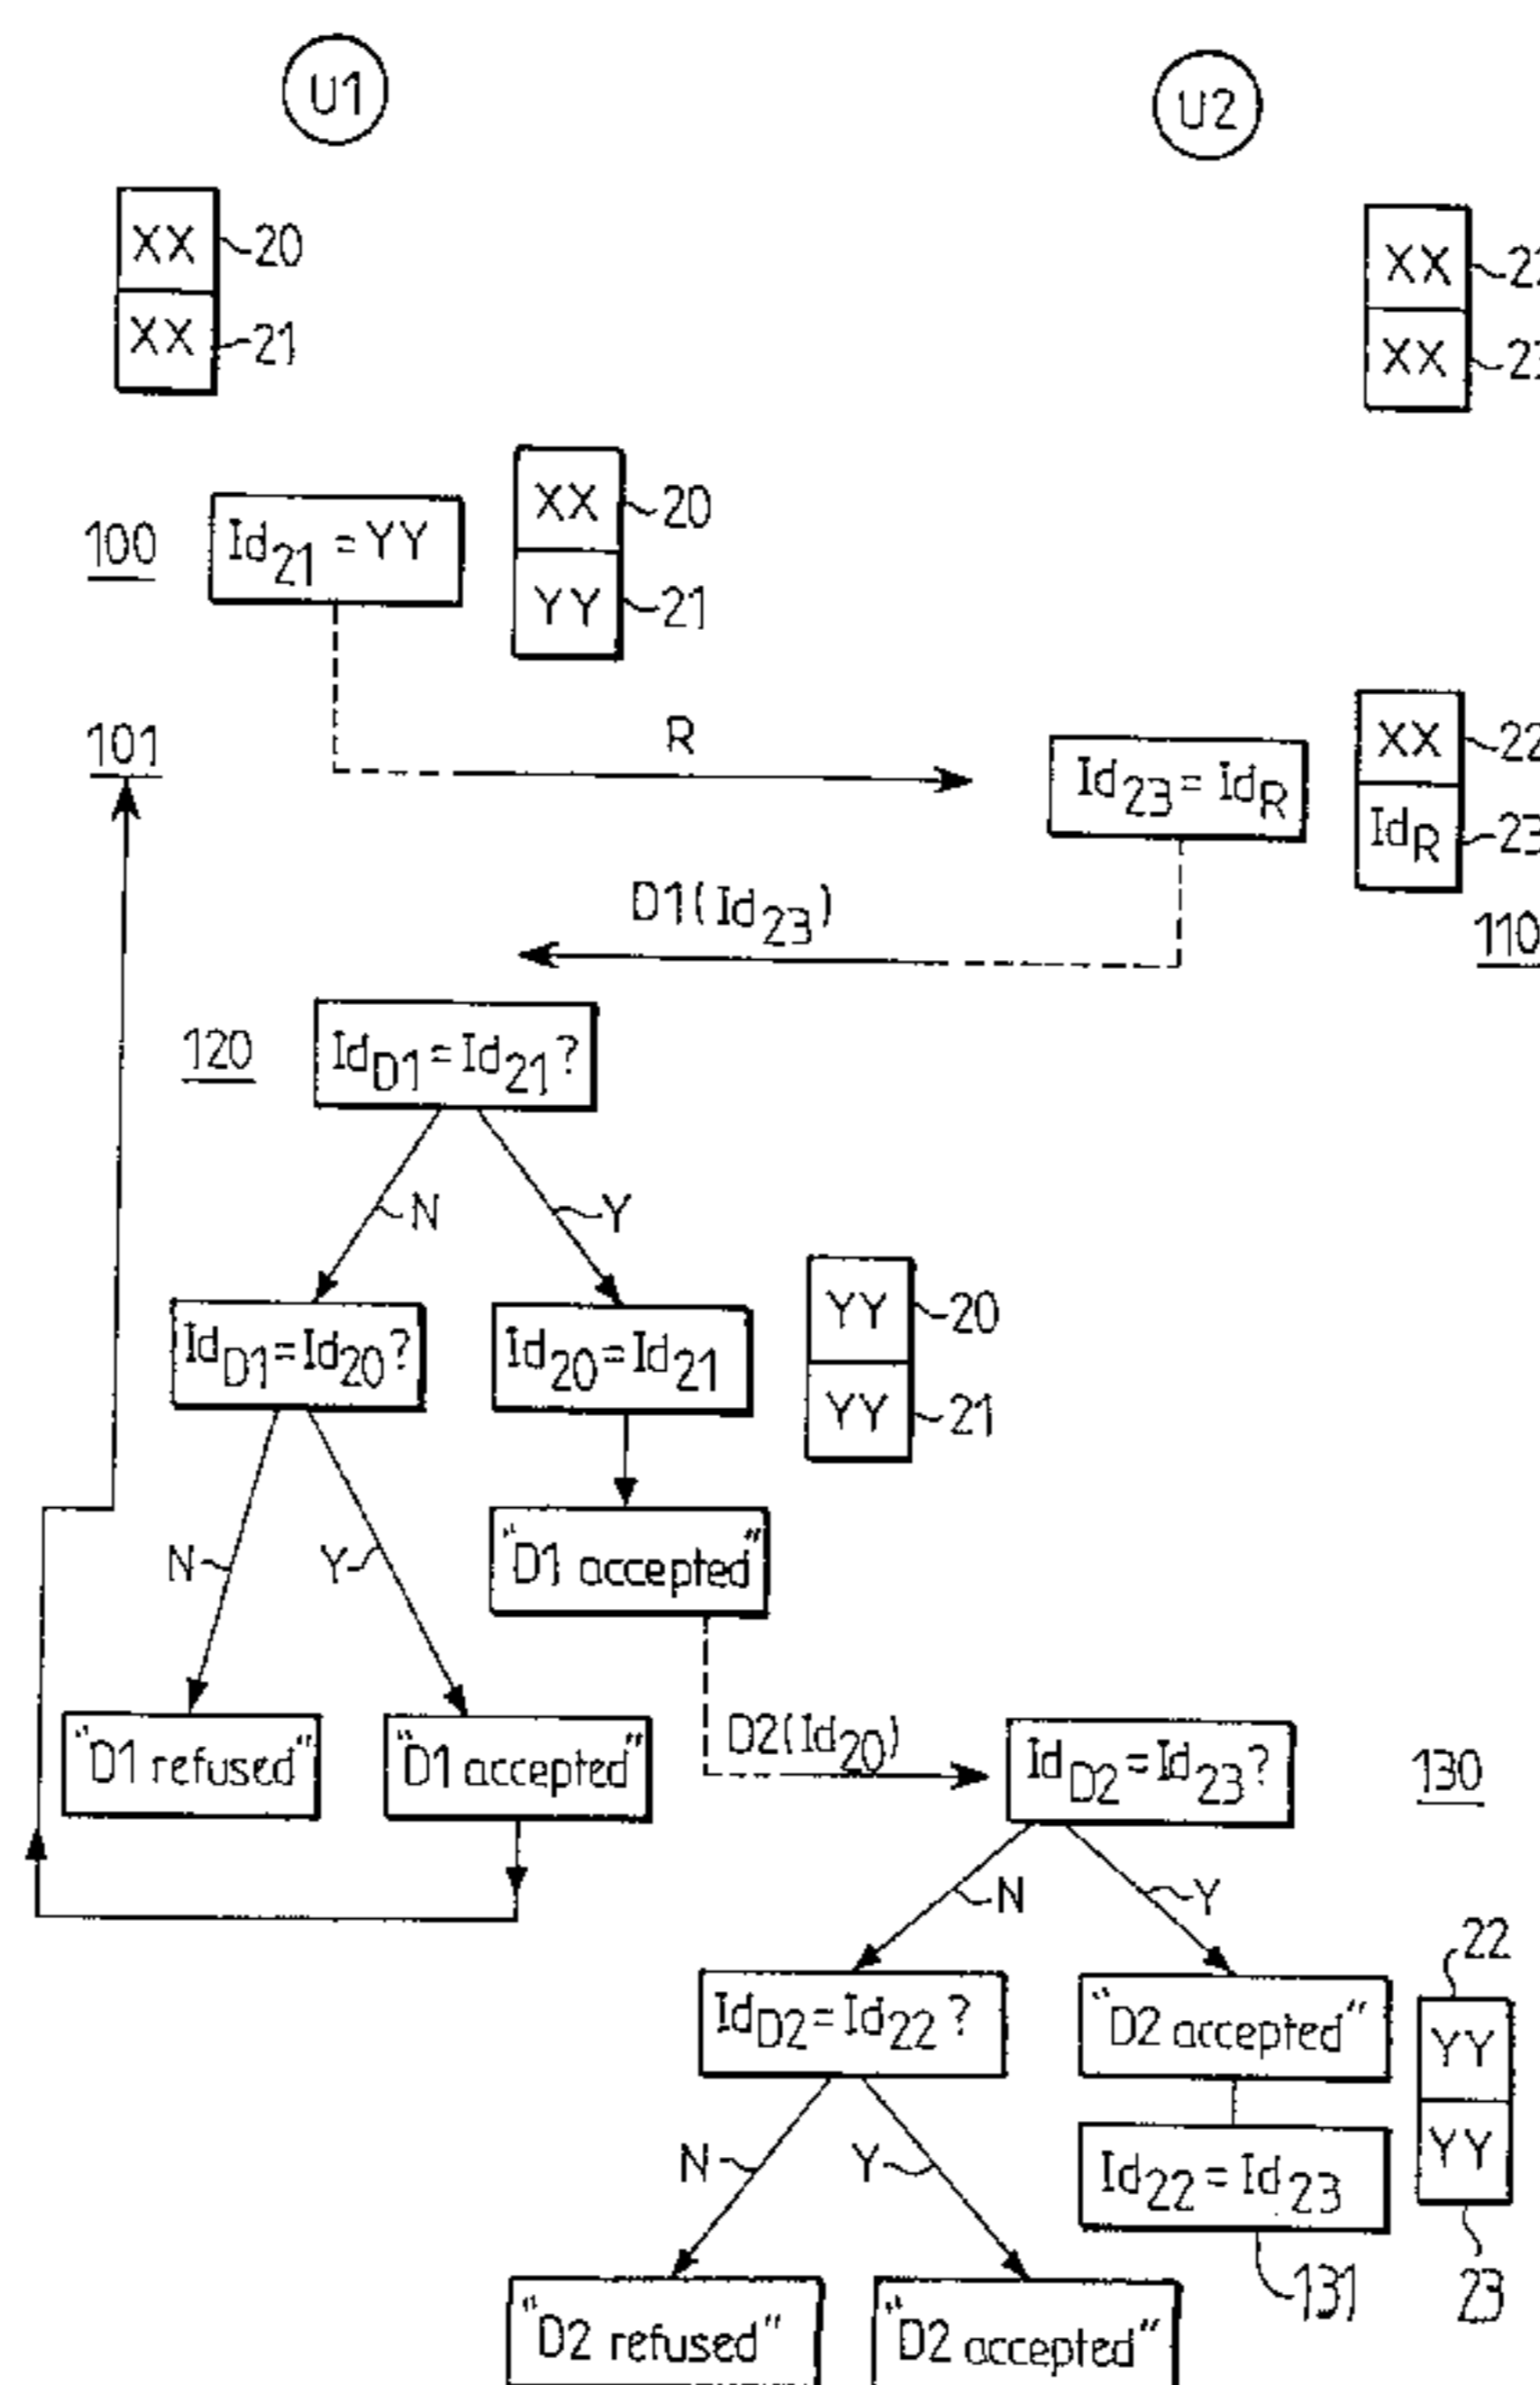 U1
U2
XX
20
XX
21
XX
XX
100
Id21 = YY
XX
20
YY
21
101
R
Id23 = IdR
XX
22
IdR
23
D1(Id23)
110
120
IdD1 = Id21?
N
Y
IdD1 = Id20?
Id20 = Id21
YY
20
YY
21
N
Y
"D1 accepted"
"D1 refused"
"D1 accepted"
D2(Id20)
IdD2 = Id23?
130
N
Y
22
IdD2 = Id22?
"D2 accepted"
YY
N
Y
Id22 = Id23
YY
131
23
"D2 refused"
"D2 accepted"